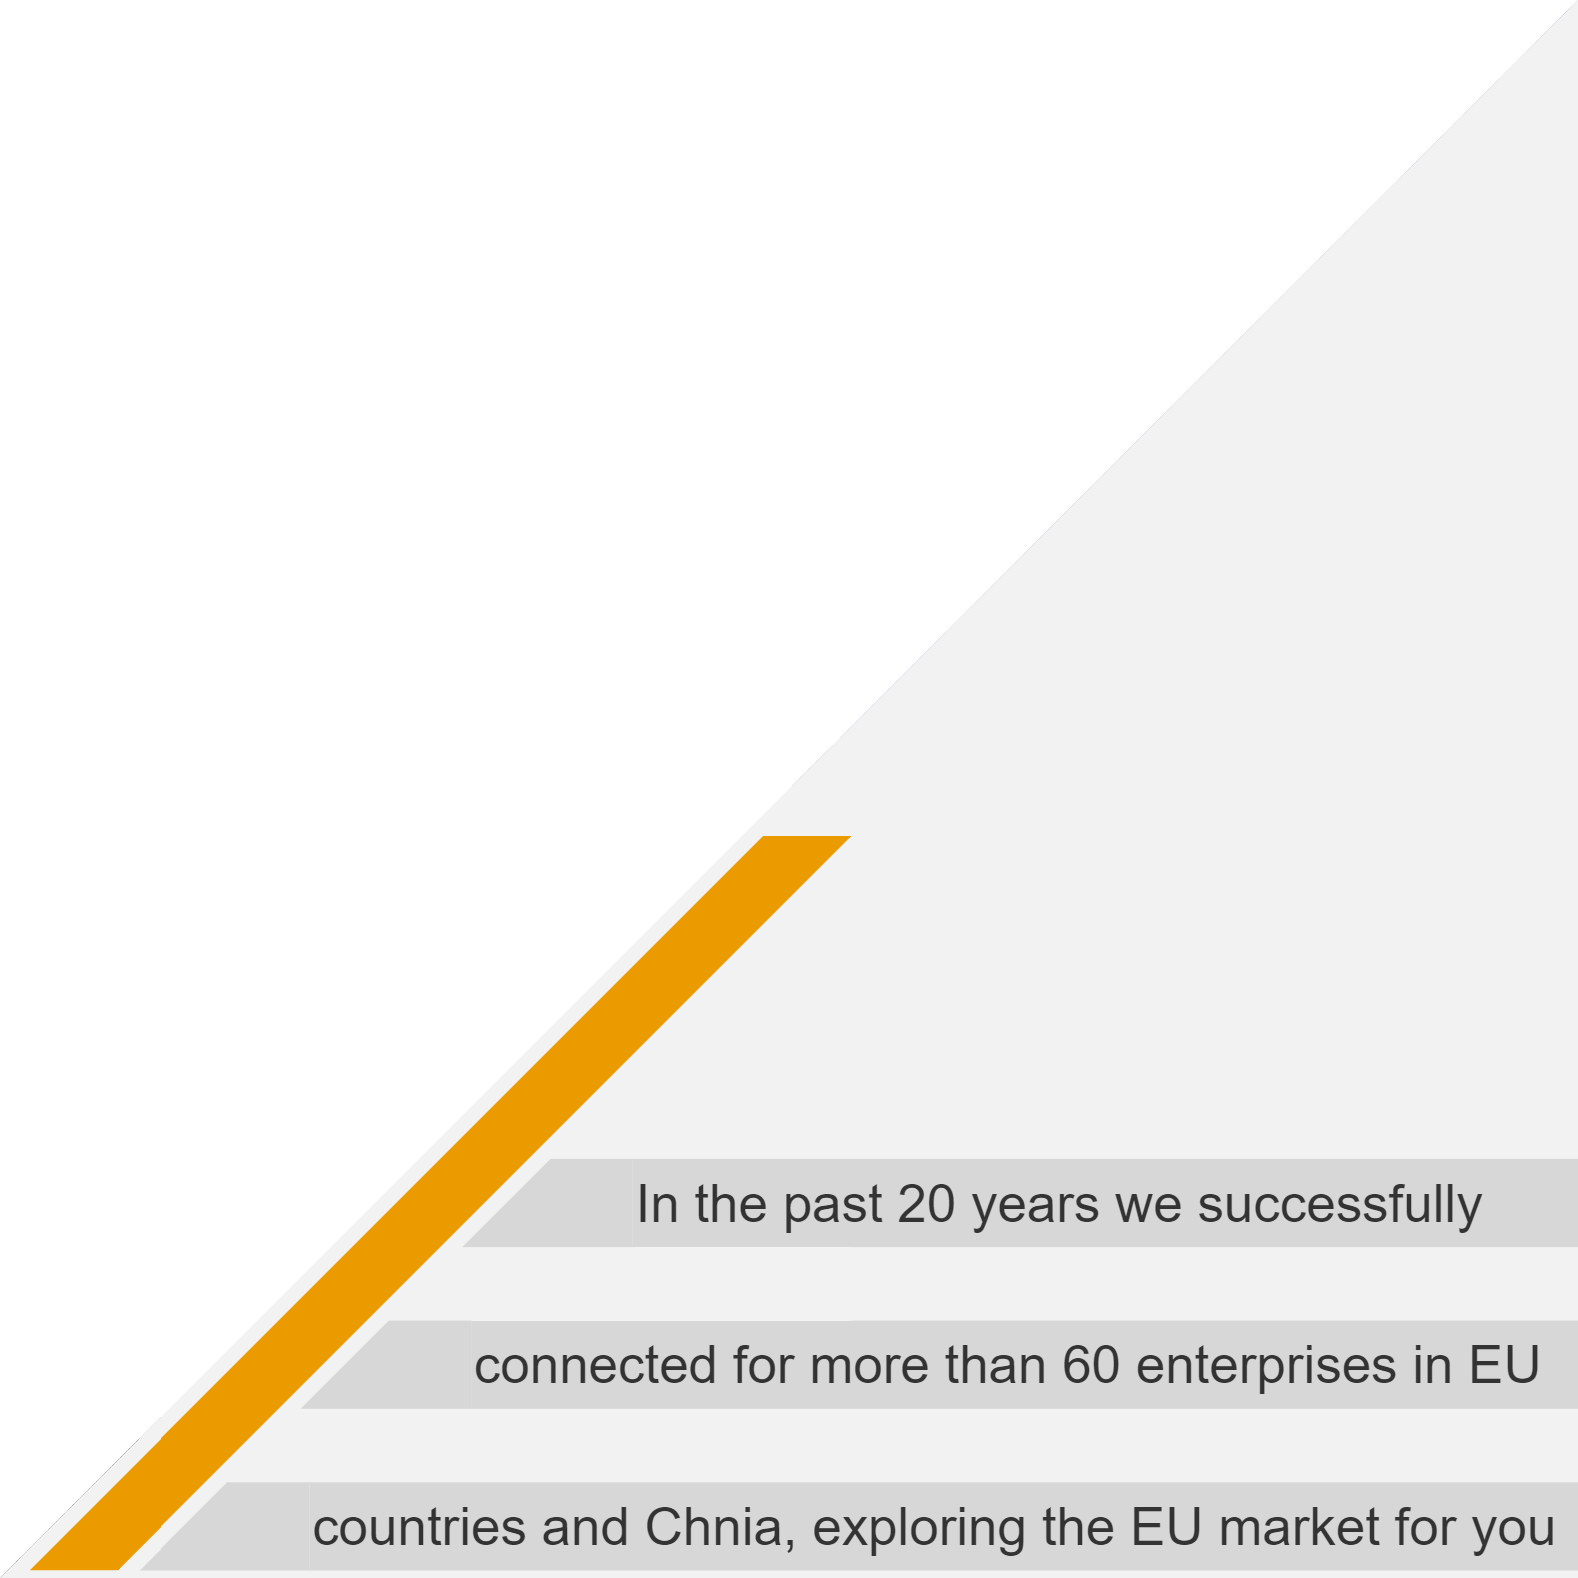 In the past 20 years we successfully
connected for more than 60 enterprises in EU
countries and Chnia, exploring the EU market for you